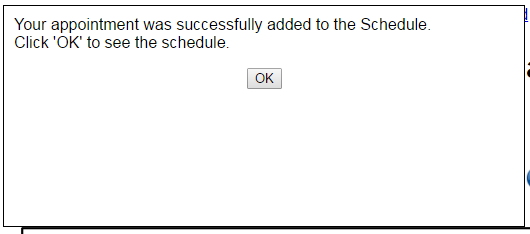 Your appointment was successfully added to the Schedule.
Click 'OK' to see the schedule.
OK